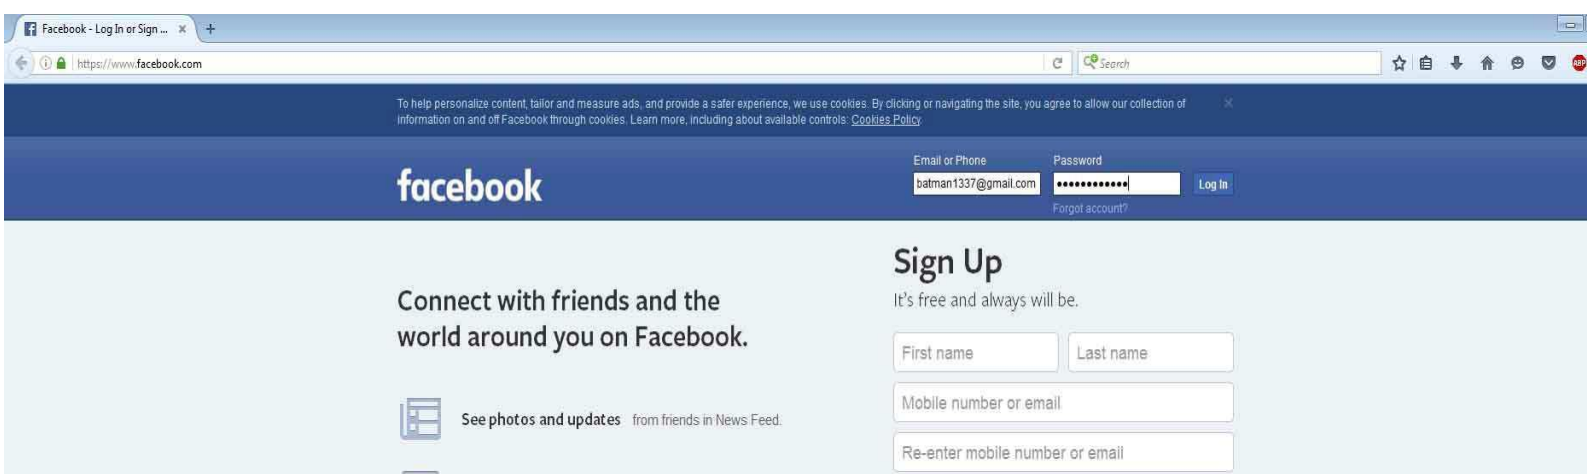 Facebook - Log In or Sign ...
https://www.facebook.com
Search
ABP
To help personalize content, tailor and measure ads, and provide a safer experience, we use cookies. By clicking or navigating the site, you agree to allow our collection of
information on and off Facebook through cookies. Learn more, including about available controls: Cookies Policy.
Email or Phone
Password
facebook
batman1337@gmail.com
••••••••••••
Log In
Forgot account?
Sign Up
It's free and always will be.
Connect with friends and the
world around you on Facebook.
First name
Last name
Mobile number or email
See photos and updates from friends in News Feed.
Re-enter mobile number or email